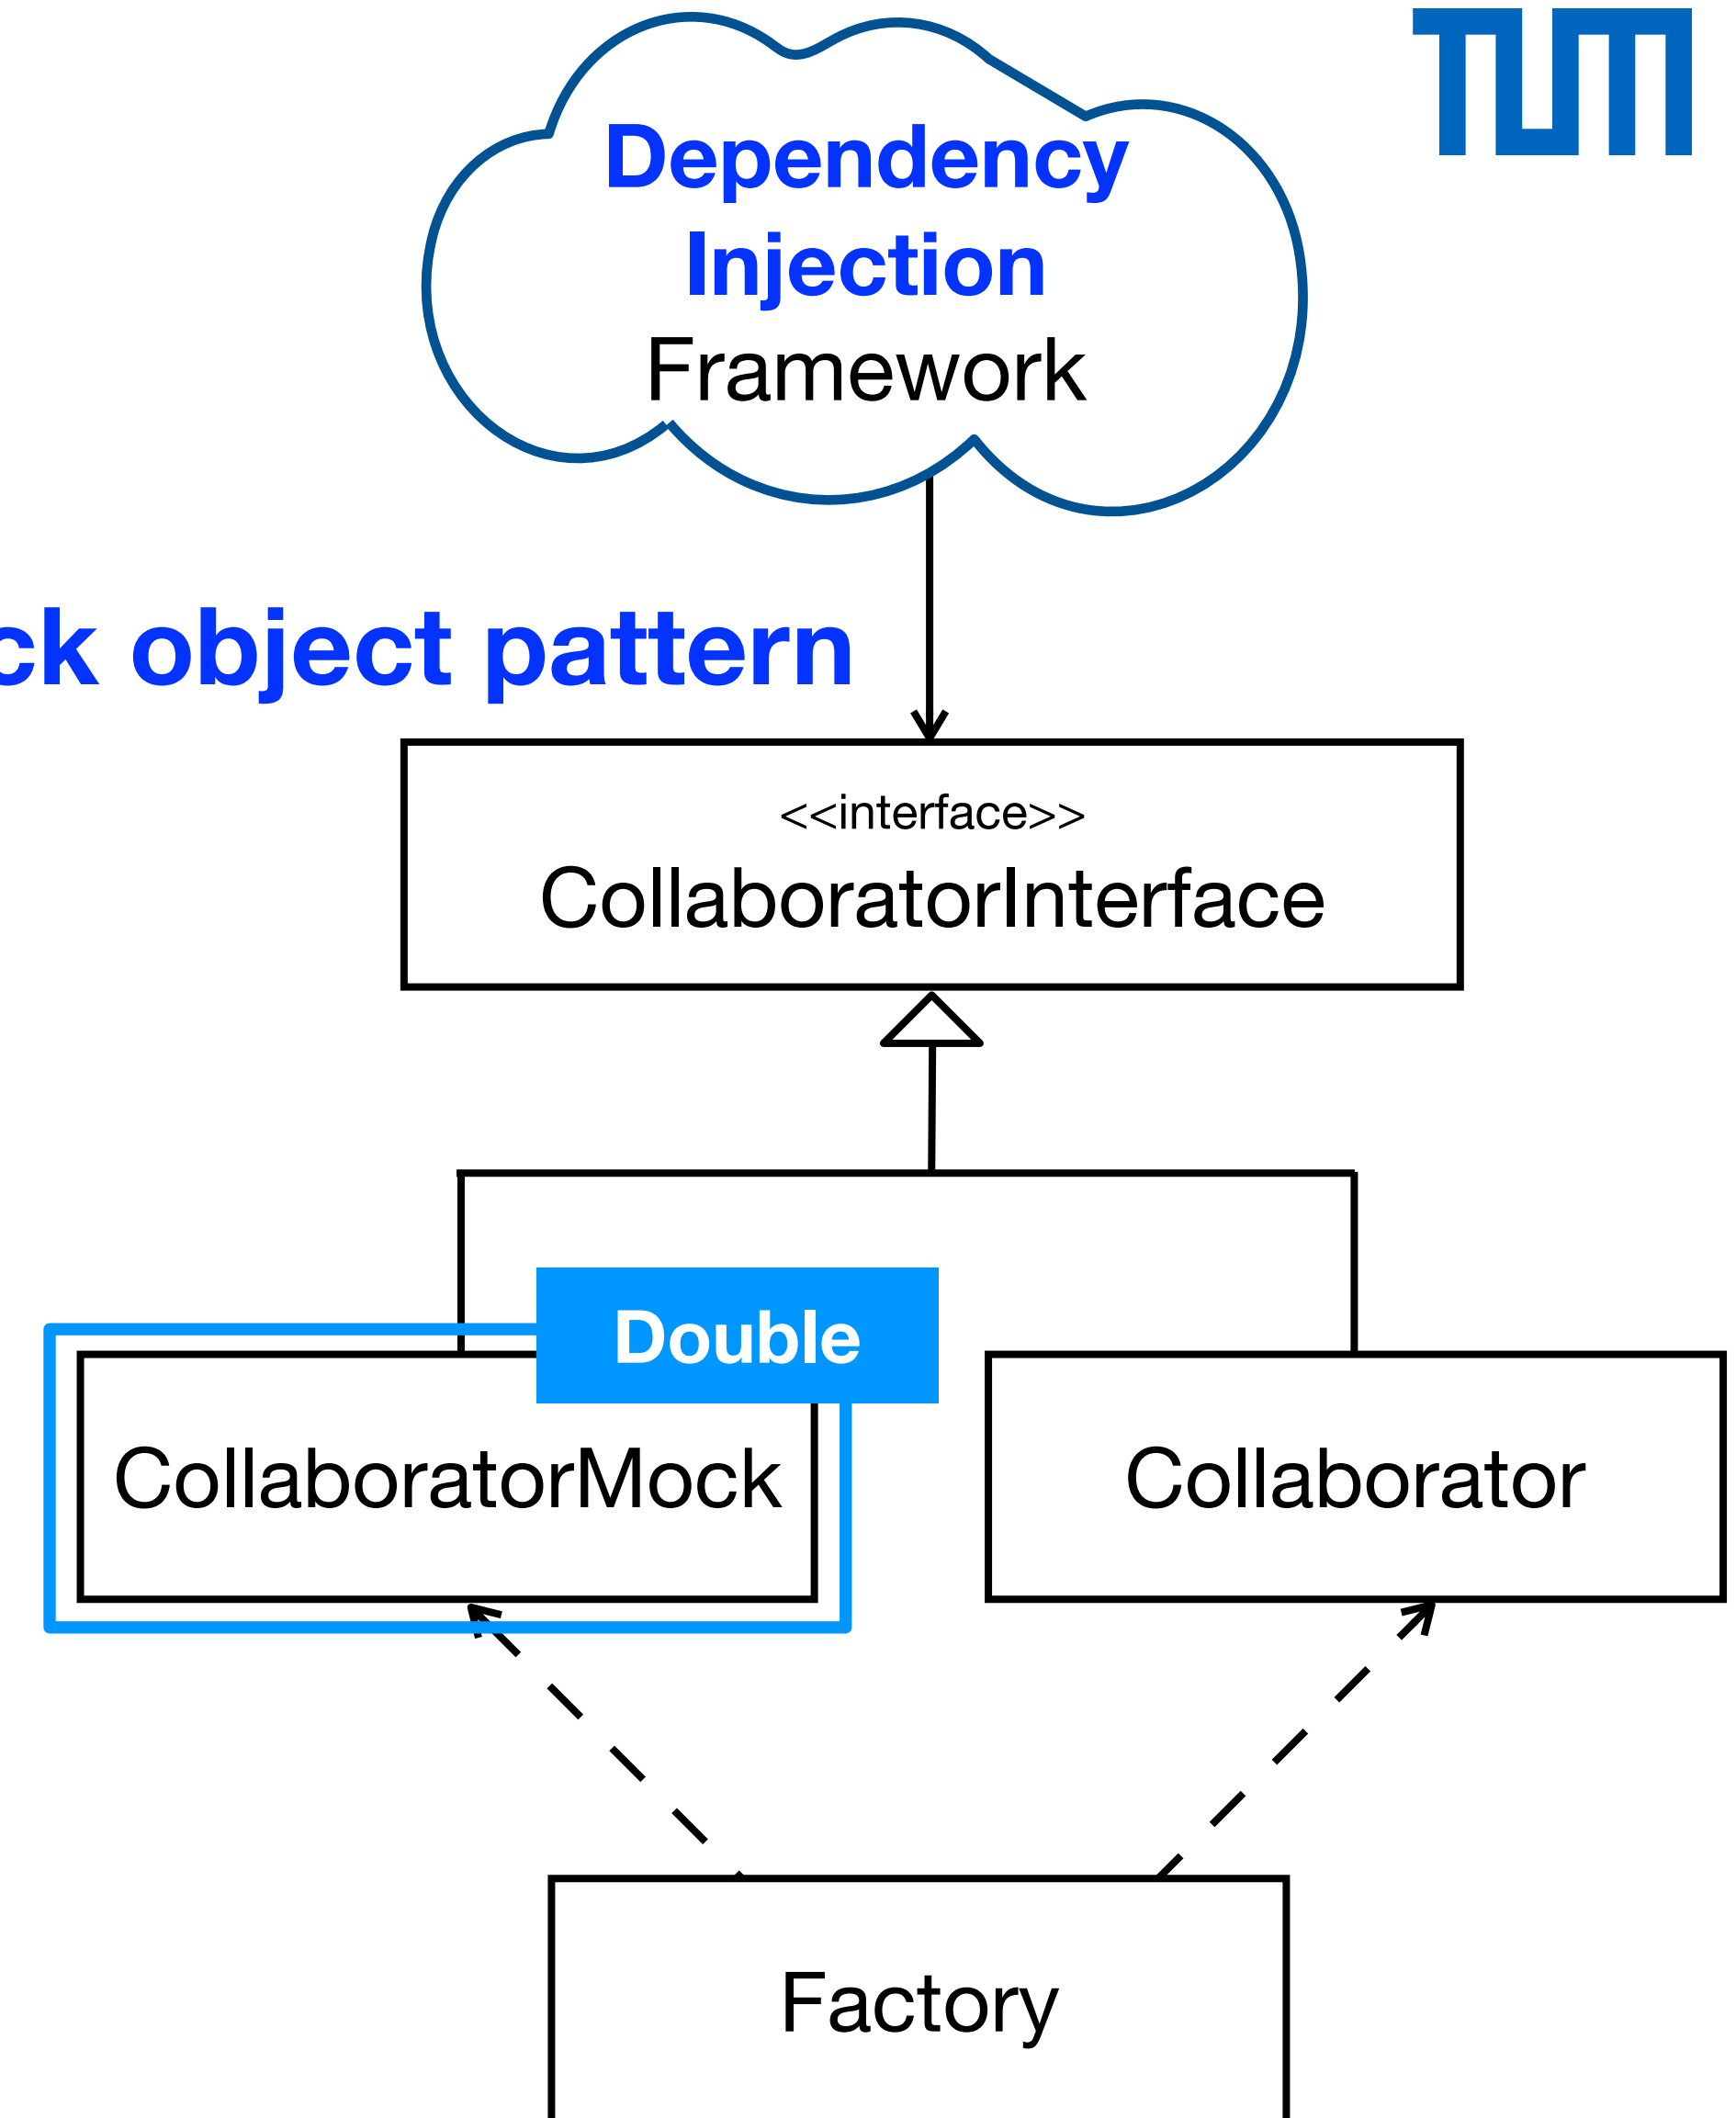 TUM
Dependency
Injection
Framework
ck object pattern
<<interface>>
CollaboratorInterface
Double
CollaboratorMock
Collaborator
Factory